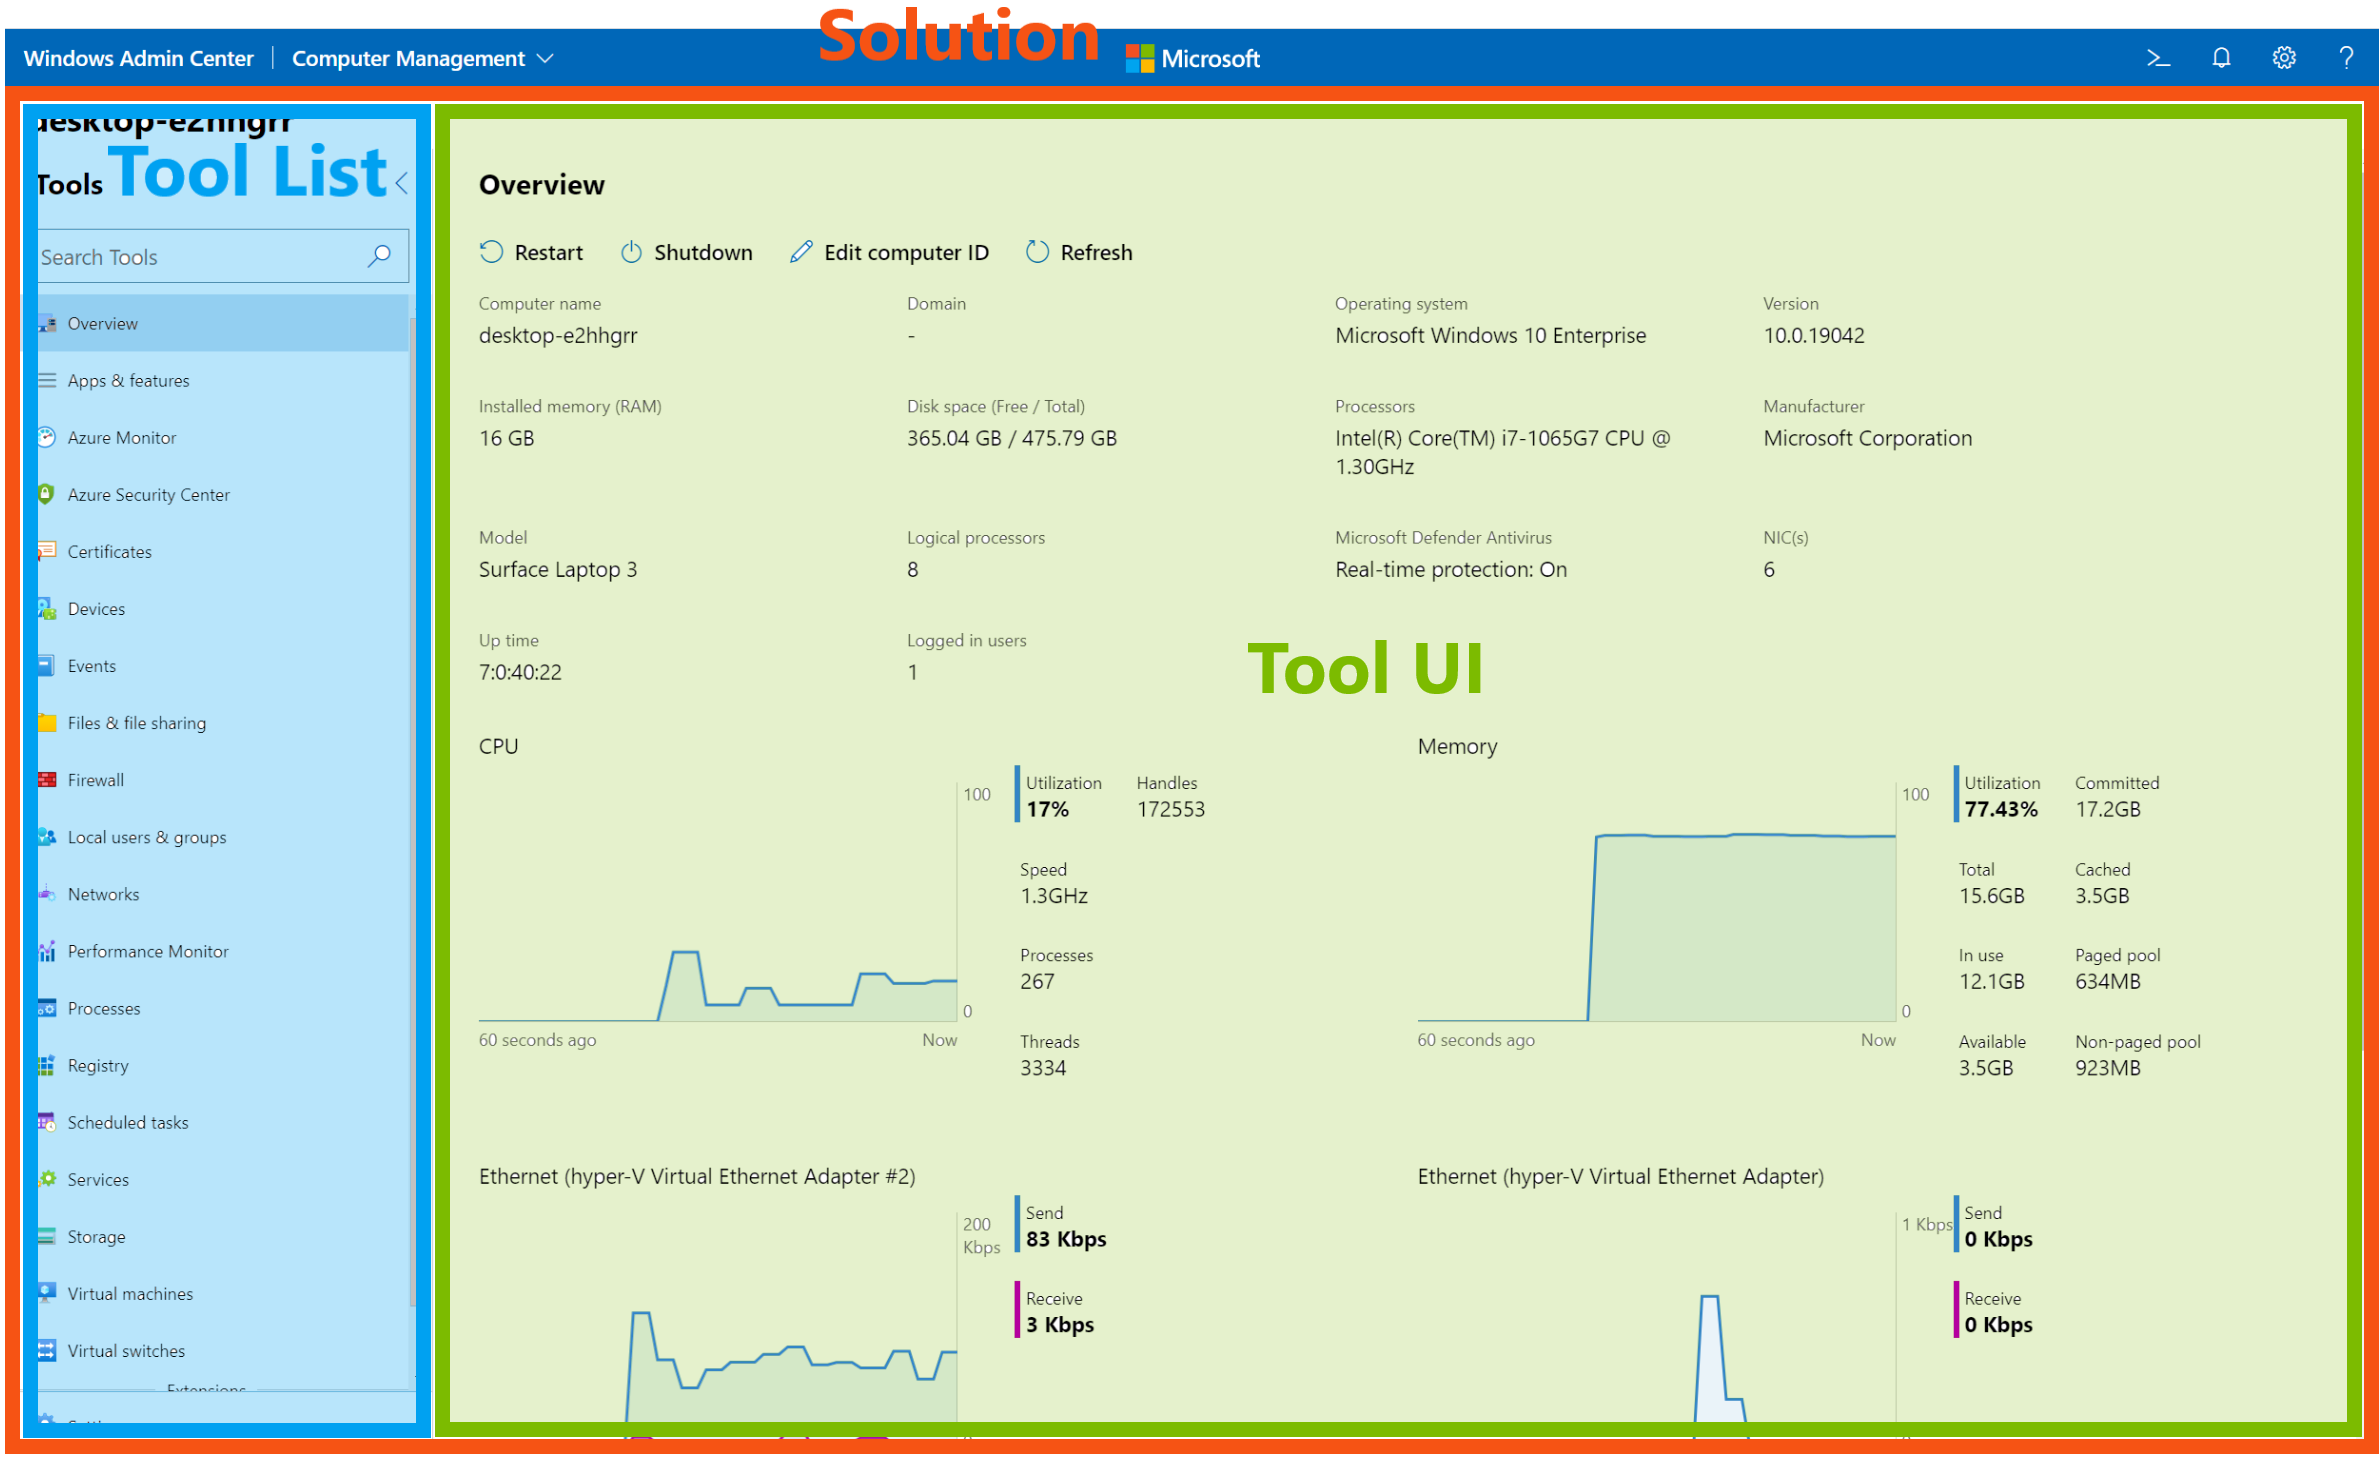 Solution
Windows Admin Center
Computer Management
Microsoft
desktop-e2hhgrr
Tools
Tool List
Search Tools
Overview
Apps & features
Azure Monitor
Azure Security Center
Certificates
Devices
Events
Files & file sharing
Firewall
Local users & groups
Networks
Performance Monitor
Processes
Registry
Scheduled tasks
Services
Storage
Virtual machines
Virtual switches
Extensions
Overview
Restart
Shutdown
Edit computer ID
Refresh
Computer name
desktop-e2hhgrr
Domain
-
Operating system
Microsoft Windows 10 Enterprise
Version
10.0.19042
Installed memory (RAM)
16 GB
Disk space (Free / Total)
365.04 GB / 475.79 GB
Processors
Intel(R) Core(TM) i7-1065G7 CPU @
1.30GHz
Manufacturer
Microsoft Corporation
Model
Surface Laptop 3
Logical processors
8
Microsoft Defender Antivirus
Real-time protection: On
NIC(s)
6
Up time
7:0:40:22
Logged in users
1
Tool UI
CPU
100
0
60 seconds ago
Now
Utilization
17%
Handles
172553
Speed
1.3GHz
Processes
267
Threads
3334
Memory
100
0
60 seconds ago
Now
Utilization
77.43%
Committed
17.2GB
Total
15.6GB
Cached
3.5GB
In use
12.1GB
Paged pool
634MB
Available
3.5GB
Non-paged pool
923MB
Ethernet (hyper-V Virtual Ethernet Adapter #2)
200
Kbps
Send
83 Kbps
Receive
3 Kbps
Ethernet (hyper-V Virtual Ethernet Adapter)
1 Kbps
Send
0 Kbps
Receive
0 Kbps